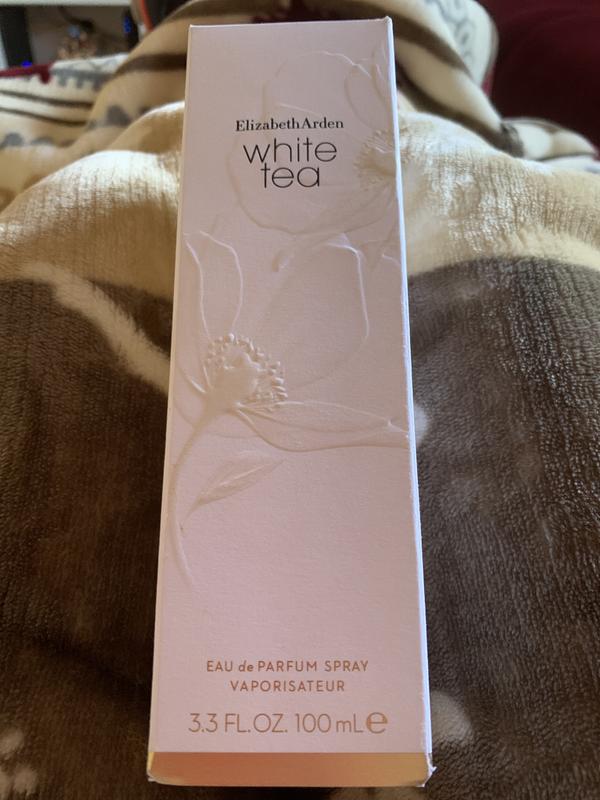 ElizabethArden
white
tea
EAU de PARFUM SPRAY
VAPORISATEUR
3.3 FL.OZ. 100 mL e